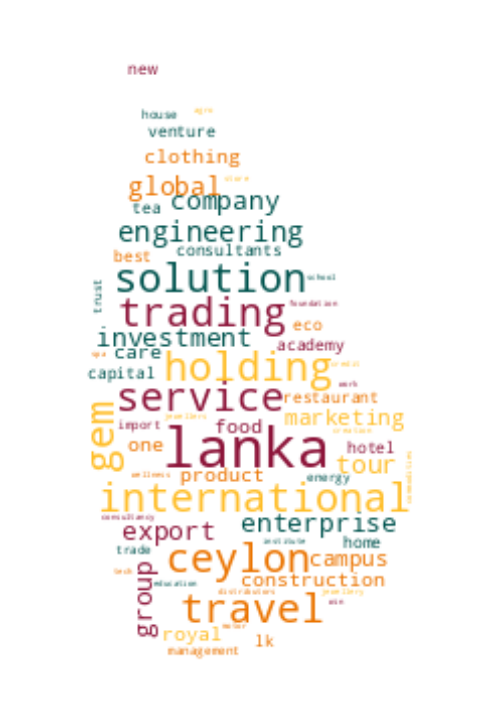 new
house agro
venture
clothing
global store
tea company
engineering
best consultants
solution school
trust
trading foundation
eco
investment
spa care academy
capital holding credit
work
service restaurant
gem jewellers marketing
import food creation
one lanka hotel
tour
wellness product energy
commodities
international
consultancy enterprise
export institute home
trade
ceylon campus
tech education construction
group distributors jewellery
travel win
royal motor
lk
management